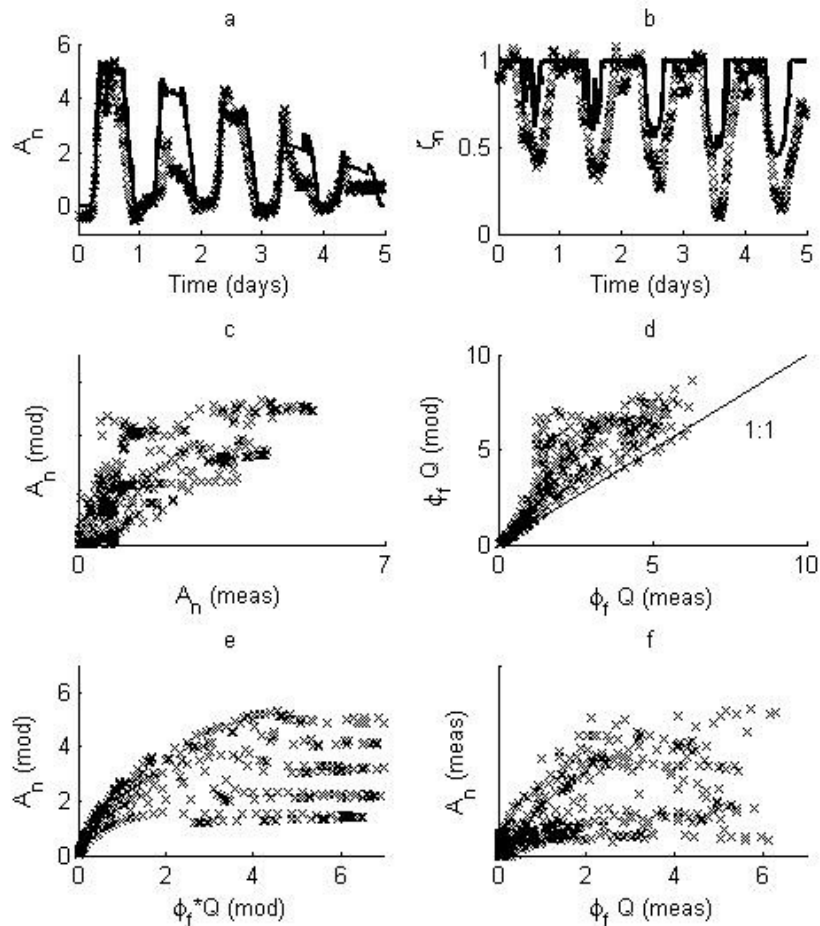 a
6
4
2
0
A_n
0 1 2 3 4 5
Time (days)
b
1
0.5
0
ζ_n
0 1 2 3 4 5
Time (days)
c
A_n (mod)
0 7
A_n (meas)
d
10
5
0
ϕ_f Q (mod)
1:1
0 5 10
ϕ_f Q (meas)
e
6
4
2
0
A_n (mod)
0 2 4 6
ϕ_f*Q (mod)
f
A_n (meas)
0 2 4 6
ϕ_f Q (meas)